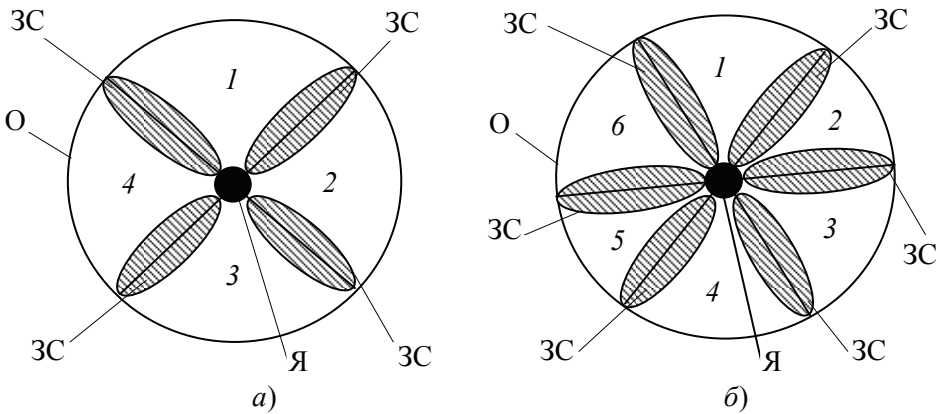 ЗС ЗС ЗС ЗС
1 1
О О 6 2
4 2
ЗС 5 3 ЗС
3 4
ЗС ЗС ЗС ЗС
Я Я
а) б)